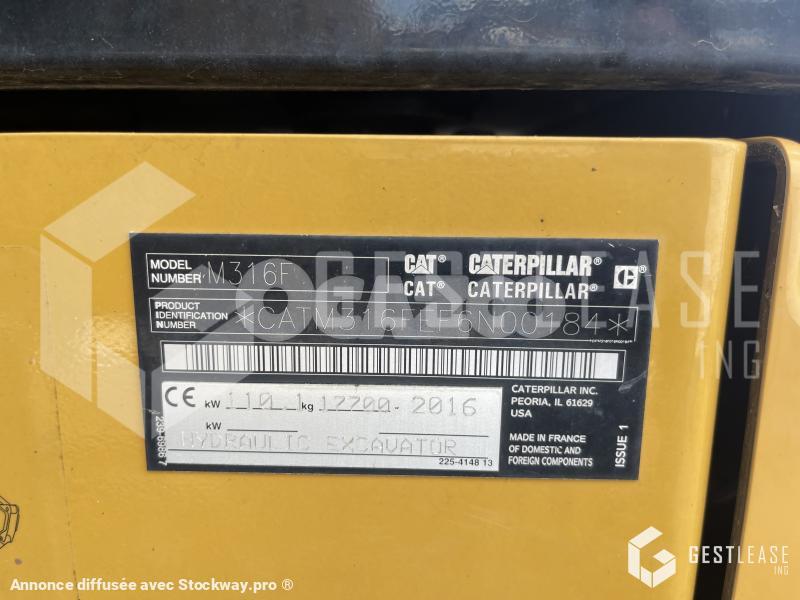 MODEL NUMBER M316F
CAT® CATERPILLAR®
CAT® CATERPILLAR®
PRODUCT IDENTIFICATION NUMBER
CE kW 110.1 kg 17700 2016
kW
HYDRAULIC EXCAVATOR
225-4148 13
CATERPILLAR INC.
PEORIA, IL 61629
USA
MADE IN FRANCE
OF DOMESTIC AND
FOREIGN COMPONENTS
ISSUE 1
GESTLEASE
ING
GESTLEASE
ING
Annonce diffusée avec Stockway.pro ®